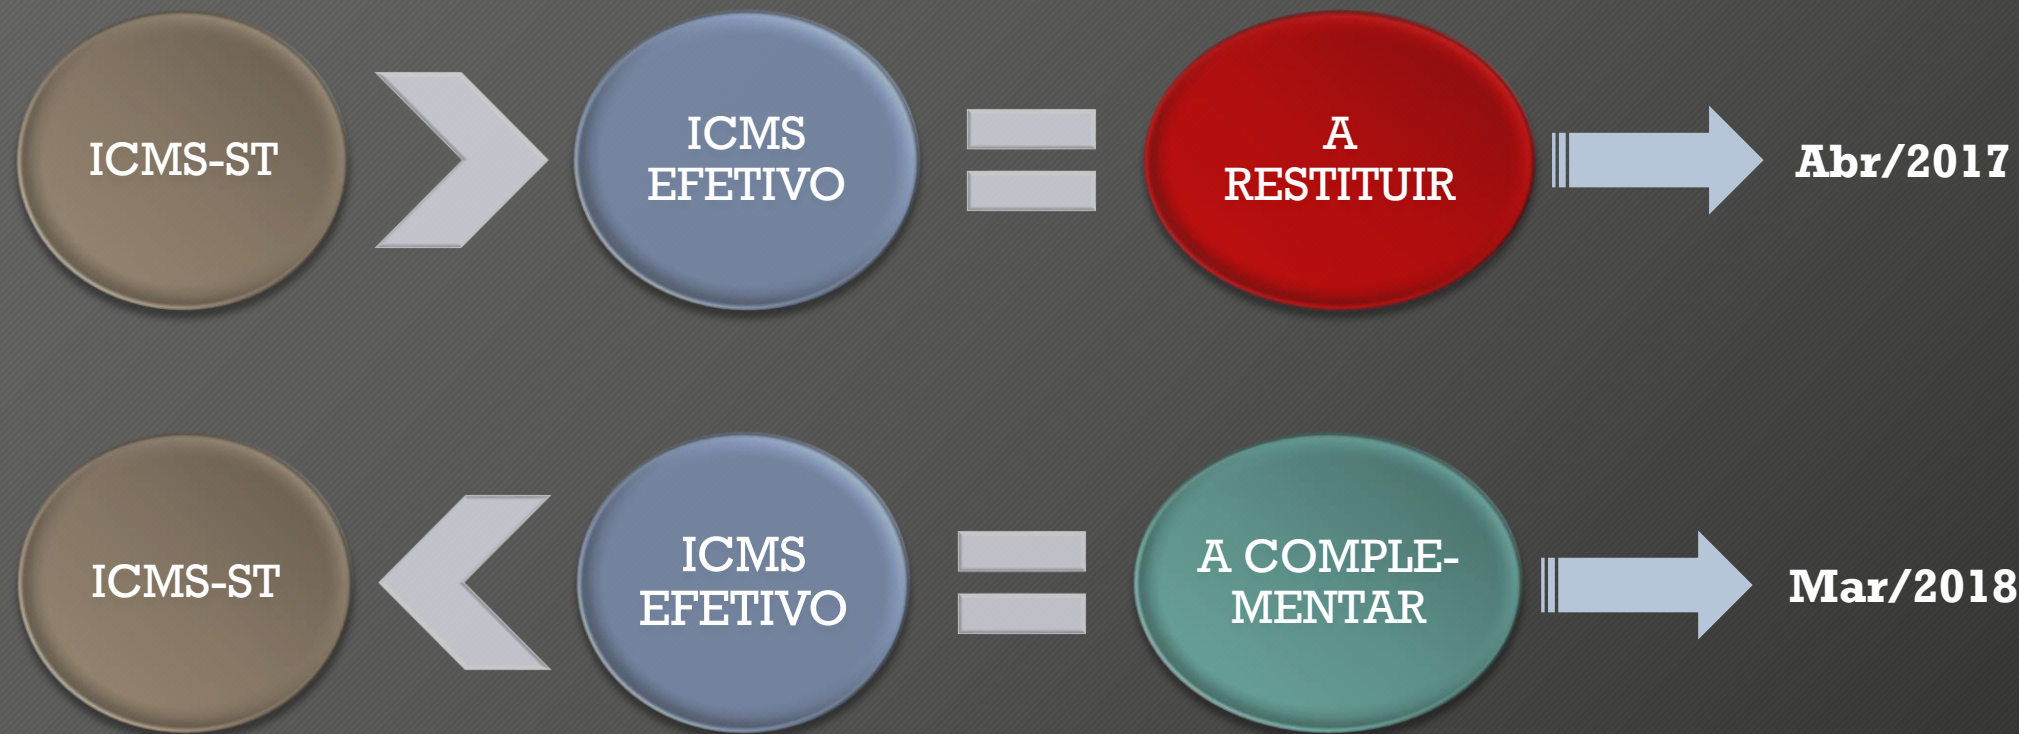 ICMS-ST
ICMS
EFETIVO
A
RESTITUIR
Abr/2017
ICMS-ST
ICMS
EFETIVO
A COMPLE-
MENTAR
Mar/2018